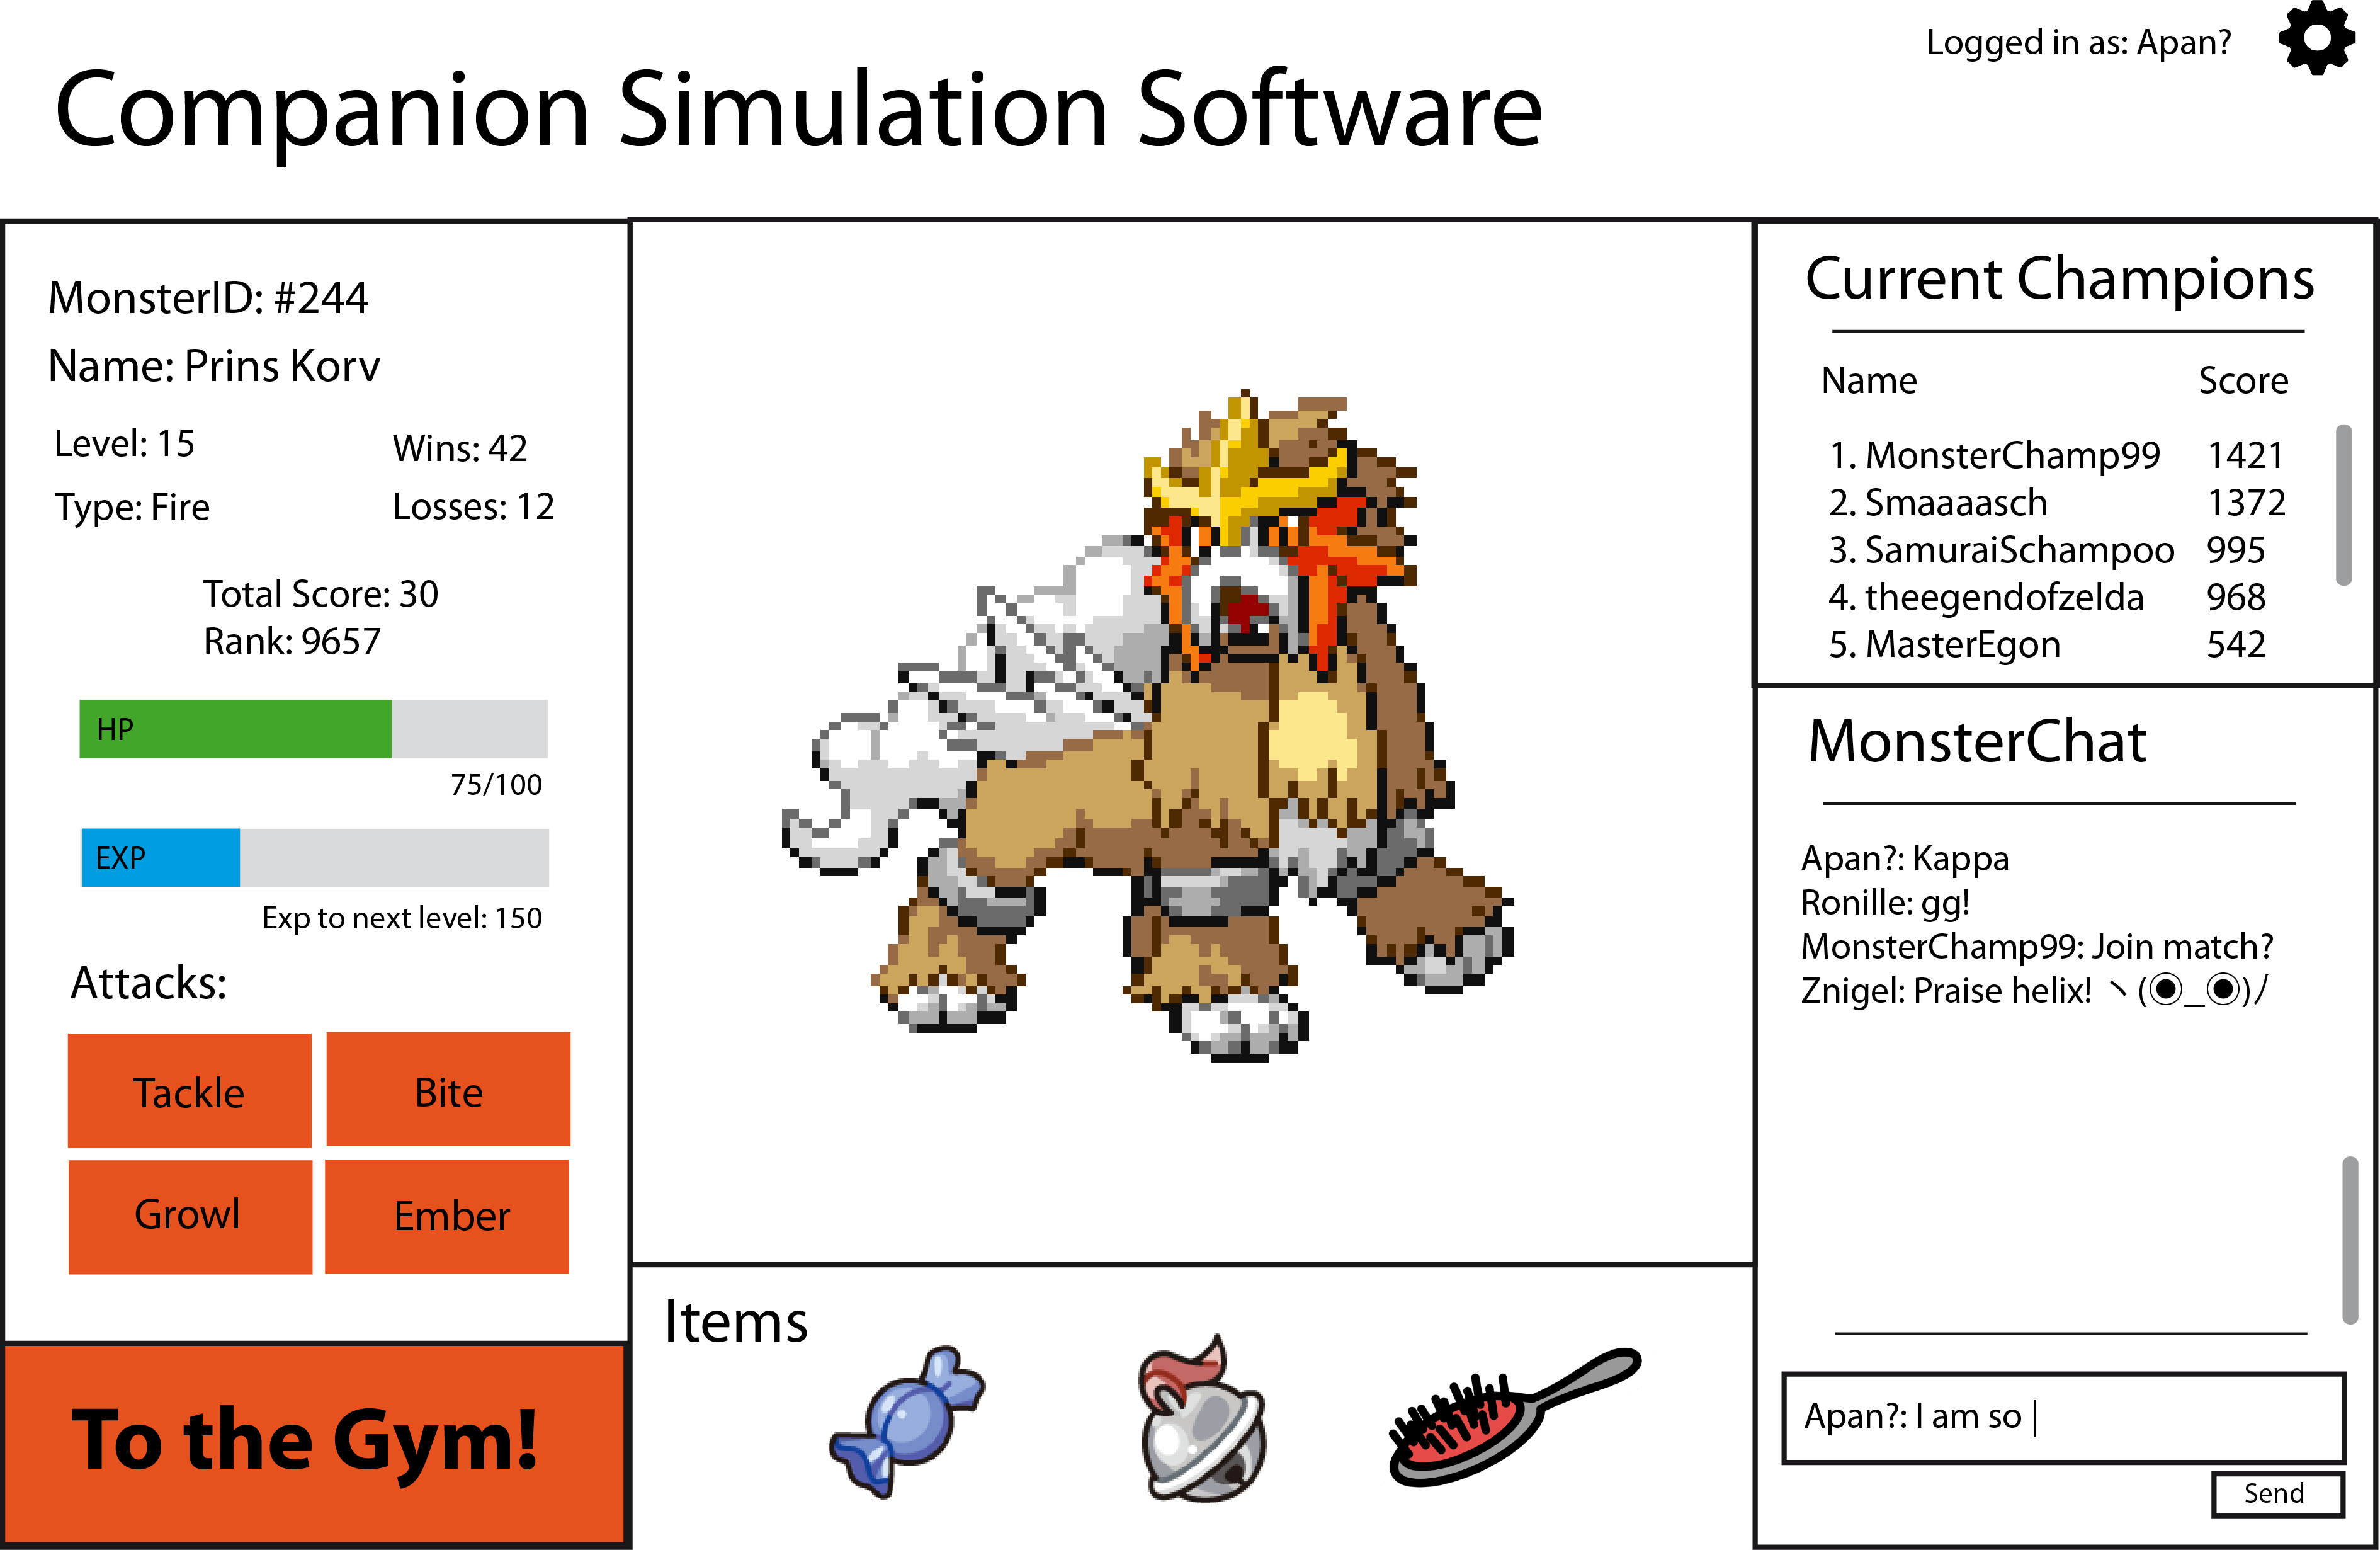 Logged in as: Apan?
Companion Simulation Software
MonsterID: #244
Name: Prins Korv
Level: 15
Wins: 42
Type: Fire
Losses: 12
Total Score: 30
Rank: 9657
HP
75/100
EXP
Exp to next level: 150
Attacks:
Tackle
Bite
Growl
Ember
To the Gym!
Items
Current Champions
Name Score
1. MonsterChamp99 1421
2. Smaaaasch 1372
3. SamuraiSchampoo 995
4. theegendofzelda 968
5. MasterEgon 542
MonsterChat
Apan?: Kappa
Ronille: gg!
MonsterChamp99: Join match?
Znigel: Praise helix! ヽ(◉_◉)ﾉ
Apan?: I am so |
Send